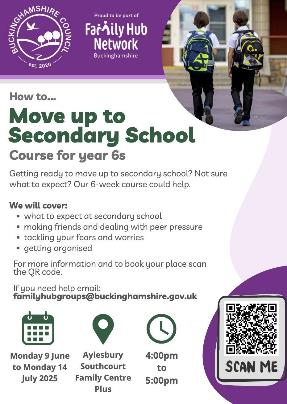 BUCKINGHAMSHIRE COUNCIL
EST. 2020
Proud to be part of
Family Hub
Network
Buckinghamshire
How to...
Move up to
Secondary School
Course for year 6s
Getting ready to move up to secondary school? Not sure
what to expect? Our 6-week course could help.
We will cover:
• what to expect at secondary school
• making friends and dealing with peer pressure
• tackling your fears and worries
• getting organised
For more information and to book your place scan
the QR code.
If you need help email:
familyhubgroups@buckinghamshire.gov.uk
Monday 9 June
to Monday 14
July 2025
Aylesbury
Southcourt
Family Centre
Plus
4:00pm
to
5:00pm
SCAN ME